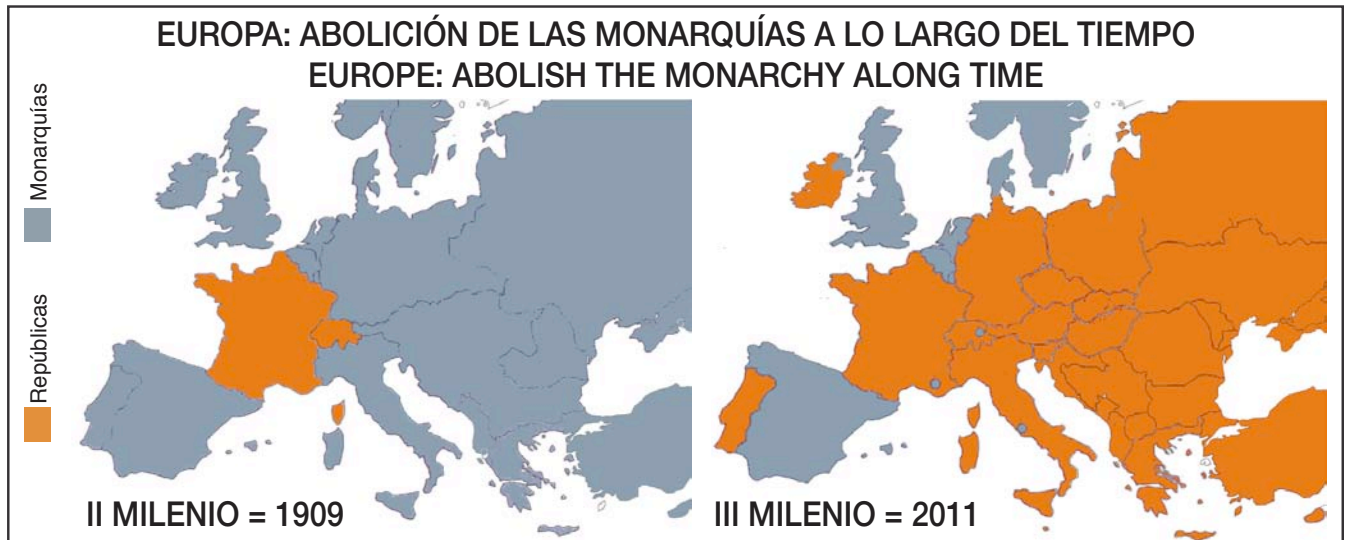 EUROPA: ABOLICIÓN DE LAS MONARQUÍAS A LO LARGO DEL TIEMPO
EUROPE: ABOLISH THE MONARCHY ALONG TIME
Monarquías
Repúblicas
II MILENIO = 1909
III MILENIO = 2011